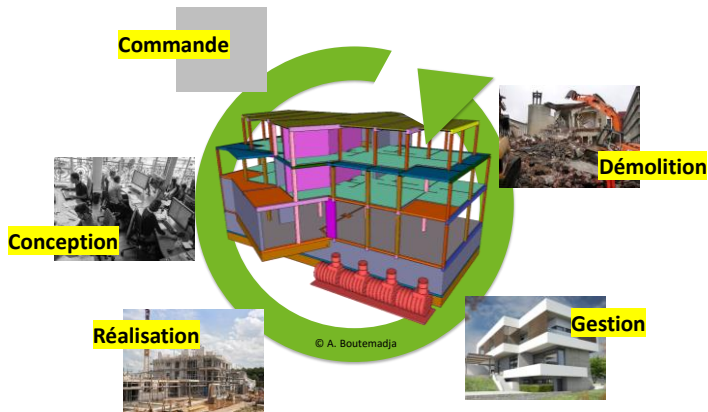 Commande
Démolition
Conception
Réalisation
Gestion
© A. Boutemadja